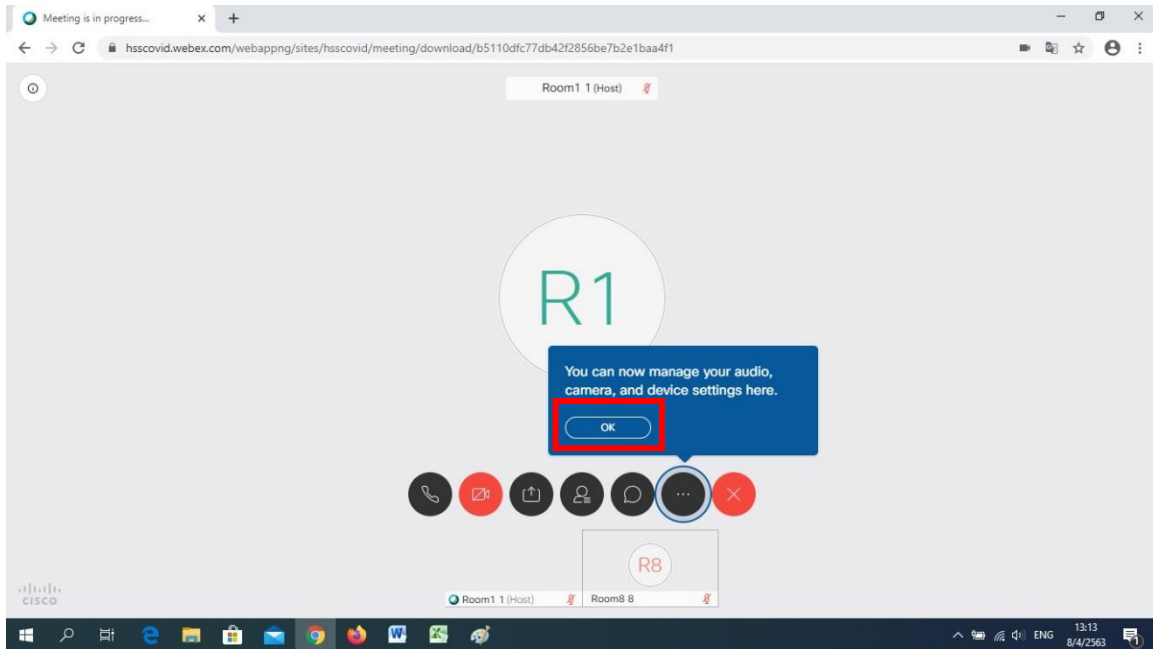 Meeting is in progress...
hsscovid.webex.com/webappng/sites/hsscovid/meeting/download/b5110dfc77db42f2856be7b2e1baa4f1
Room1 1 (Host)
R1
You can now manage your audio,
camera, and device settings here.
OK
R8
Room1 1 (Host)
Room8 8
CISCO
ENG
13:13
8/4/2563
1